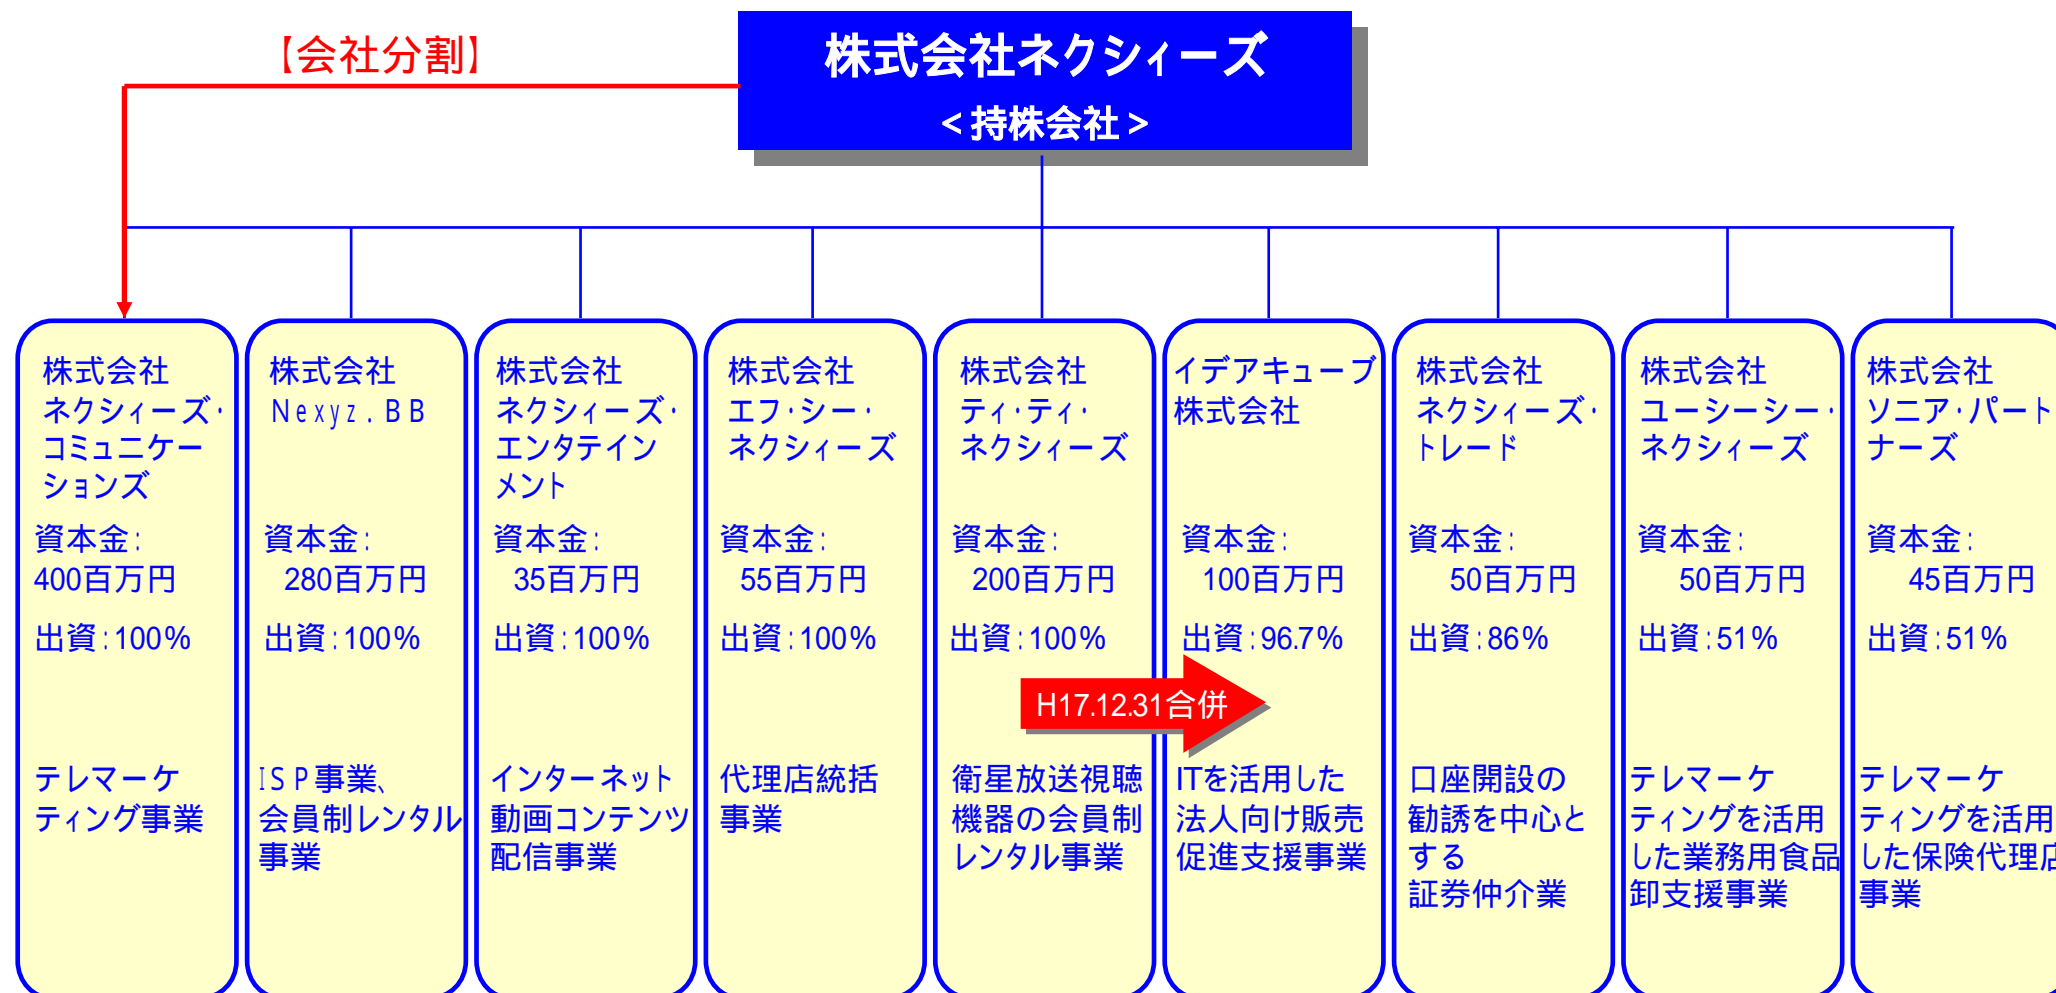 【会社分割】
株式会社ネクシィーズ
<持株会社>
株式会社
ネクシィーズ・
コミュニケー
ションズ
資本金:
400百万円
出資:100%
テレマーケ
ティング事業
株式会社
Nexyz.BB
資本金:
280百万円
出資:100%
ISP事業、
会員制レンタル
事業
株式会社
ネクシィーズ・
エンタテイン
メント
資本金:
35百万円
出資:100%
インターネット
動画コンテンツ
配信事業
株式会社
エフ・シー・
ネクシィーズ
資本金:
55百万円
出資:100%
代理店統括
事業
株式会社
ティ・ティ・
ネクシィーズ
資本金:
200百万円
出資:100%
H17.12.31合併
衛星放送視聴
機器の会員制
レンタル事業
イデアキューブ
株式会社
資本金:
100百万円
出資:96.7%
ITを活用した
法人向け販売
促進支援事業
株式会社
ネクシィーズ・
トレード
資本金:
50百万円
出資:86%
口座開設の
勧誘を中心と
する
証券仲介業
株式会社
ユーシーシー・
ネクシィーズ
資本金:
50百万円
出資:51%
テレマーケ
ティングを活用
した業務用食品
卸支援事業
株式会社
ソニア・パート
ナーズ
資本金:
45百万円
出資:51%
テレマーケ
ティングを活用
した保険代理店
事業